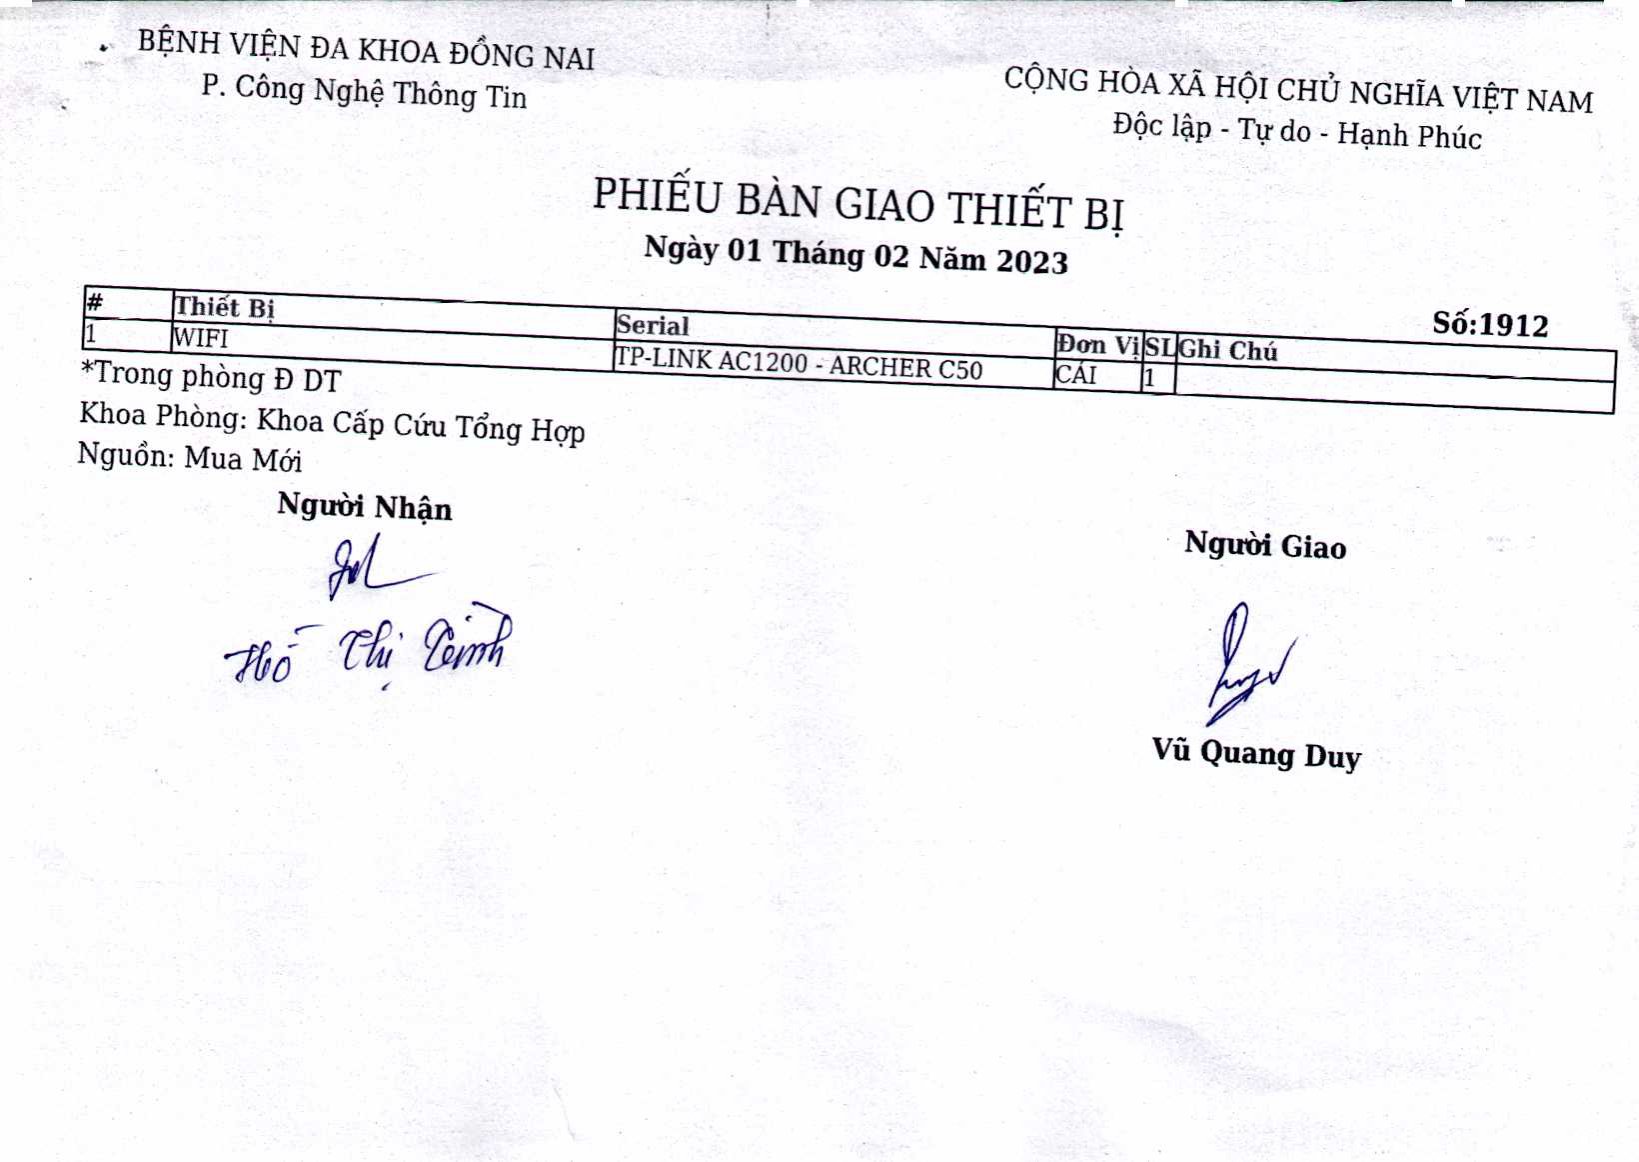 BỆNH VIỆN ĐA KHOA ĐỒNG NAI
P. Công Nghệ Thông Tin
CỘNG HÒA XÃ HỘI CHỦ NGHĨA VIỆT NAM
Độc lập - Tự do - Hạnh Phúc
PHIẾU BÀN GIAO THIẾT BỊ
Ngày 01 Tháng 02 Năm 2023
Số:1912
# Thiết Bị Serial Đơn Vị SL Ghi Chú
1 WIFI TP-LINK AC1200 - ARCHER C50 CÁI 1
*Trong phòng Đ DT
Khoa Phòng: Khoa Cấp Cứu Tổng Hợp
Nguồn: Mua Mới
Người Nhận
Người Giao
Thị
Vũ Quang Duy